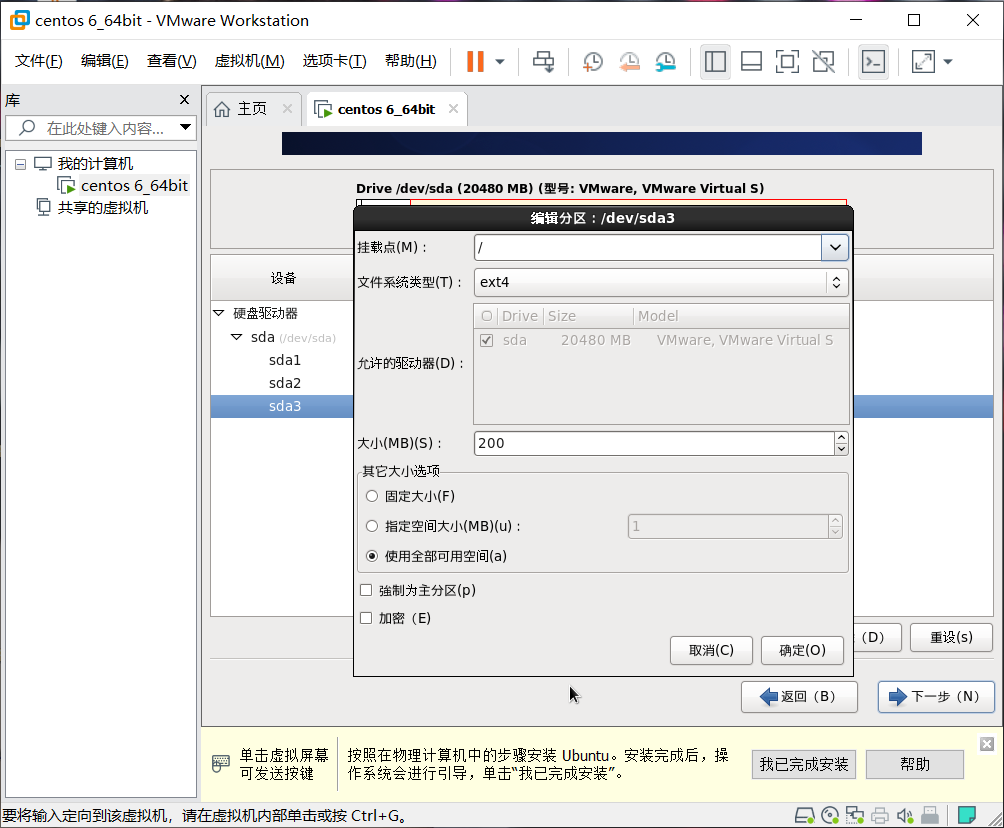 centos 6_64bit - VMware Workstation
文件(F) 编辑(E) 查看(V) 虚拟机(M) 选项卡(T) 帮助(H)
库
在此处键入内容...
我的计算机
centos 6_64bit
共享的虚拟机
主页
centos 6_64bit
Drive /dev/sda (20480 MB) (型号: VMware, VMware Virtual S)
设备
硬盘驱动器
sda (/dev/sda)
sda1
sda2
sda3
编辑分区：/dev/sda3
挂载点(M)： /
文件系统类型(T)： ext4
允许的驱动器(D)：
Drive Size Model
sda 20480 MB VMware, VMware Virtual S
大小(MB)(S)： 200
其它大小选项
固定大小(F)
指定空间大小(MB)(u)： 1
使用全部可用空间(a)
強制为主分区(p)
加密（E)
取消(C) 确定(O)
(D) 重设(s)
返回（B） 下一步（N）
单击虚拟屏幕
可发送按键
按照在物理计算机中的步骤安装 Ubuntu。安装完成后，操
作系统会进行引导，单击“我已完成安装”。
我已完成安装 帮助
要将输入定向到该虚拟机，请在虚拟机内部单击或按 Ctrl+G。